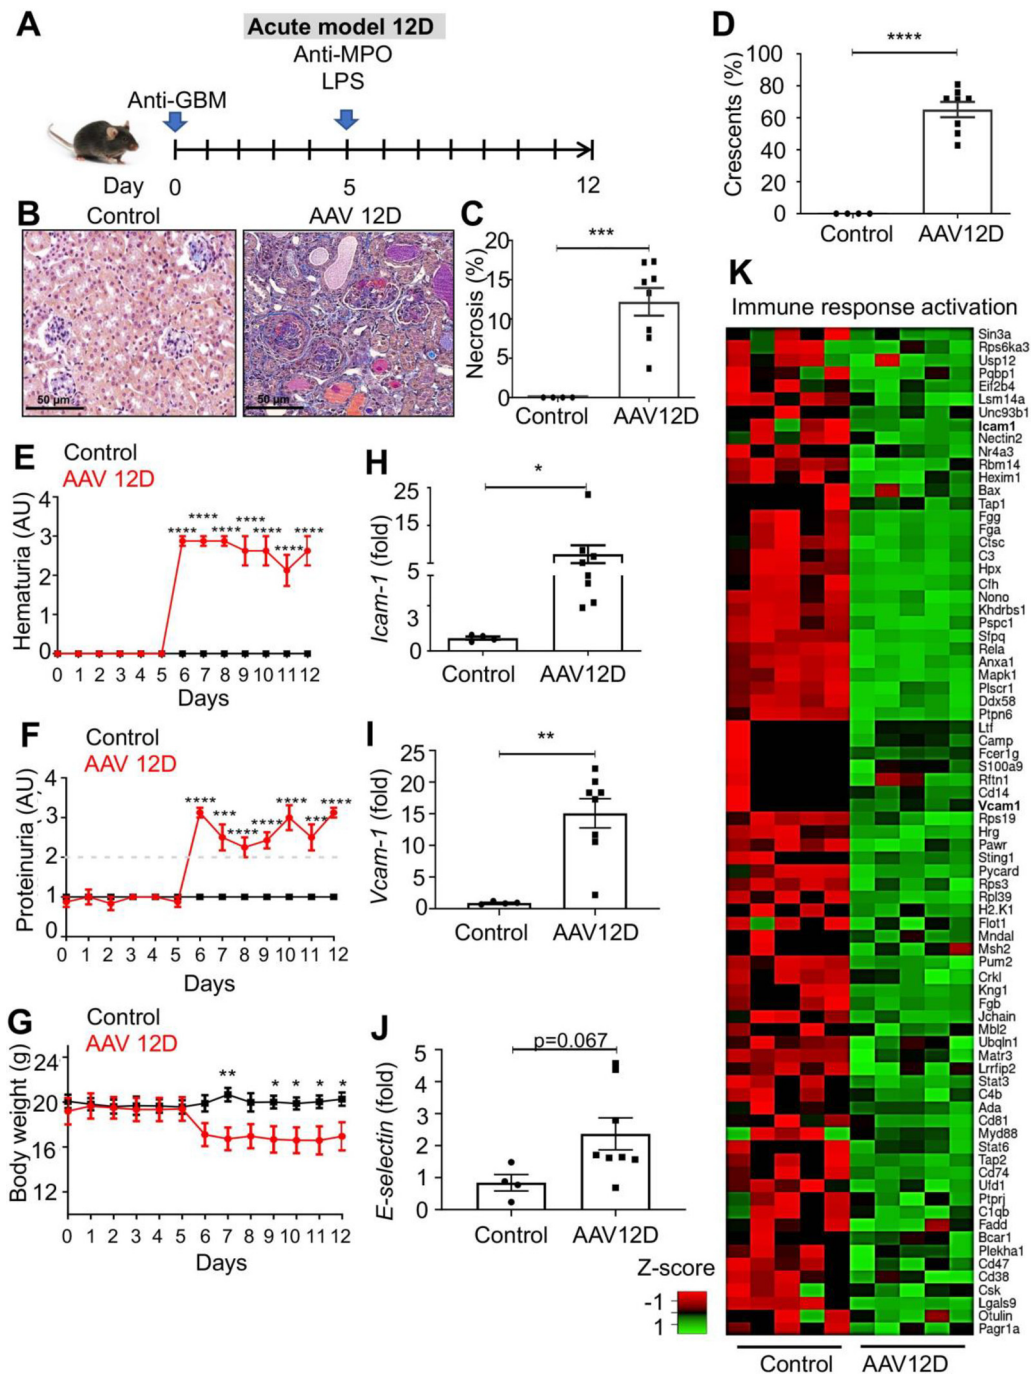 A
Acute model 12D
Anti-MPO
LPS
Anti-GBM
Day 0 5 12
B
Control AAV 12D
50 µm 50 µm
C
Necrosis (%)
20
15
10
5
0
***
Control AAV12D
D
Crescents (%)
100
80
60
40
20
0
****
Control AAV12D
E
Control
AAV 12D
Hematuria (AU)
4
3
2
1
0
**** **** **** **** **** **** ****
0 1 2 3 4 5 6 7 8 9 10 11 12
Days
F
Control
AAV 12D
Proteinuria (AU)
4
3
2
1
0
**** *** **** **** **** *** ****
0 1 2 3 4 5 6 7 8 9 10 11 12
Days
G
Control
AAV 12D
Body weight (g)
24
20
16
12
** * * * *
0 1 2 3 4 5 6 7 8 9 10 11 12
Days
H
Icam-1 (fold)
25
15
5
5
3
0
*
Control AAV12D
I
Vcam-1 (fold)
25
20
15
10
5
0
**
Control AAV12D
J
E-selectin (fold)
5
4
3
2
1
0
p=0.067
Control AAV12D
K
Immune response activation
Sin3a
Rps6ka3
Usp12
Pqbp1
Eif2b4
Lsm14a
Unc93b1
Icam1
Nectin2
Nr4a3
Rbm14
Hexim1
Bax
Tap1
Fgg
Fga
Ctsc
C3
Hpx
Cfh
Nono
Khdrbs1
Pspc1
Sfpq
Rela
Anxa1
Mapk1
Plscr1
Ddx58
Ptpn6
Ltf
Camp
Fcer1g
S100a9
Rftn1
Cd14
Vcam1
Rps19
Hrg
Pawr
Sting1
Pycard
Rps3
Rpl39
H2.K1
Flot1
Mndal
Msh2
Pum2
Crkl
Kng1
Fgb
Jchain
Mbl2
Ubqln1
Matr3
Lrrfip2
Stat3
C4b
Ada
Cd81
Myd88
Stat6
Tap2
Cd74
Ufd1
Ptprj
C1qb
Fadd
Bcar1
Plekha1
Cd47
Cd38
Csk
Lgals9
Otulin
Pagr1a
Control AAV12D
Z-score
-1
1